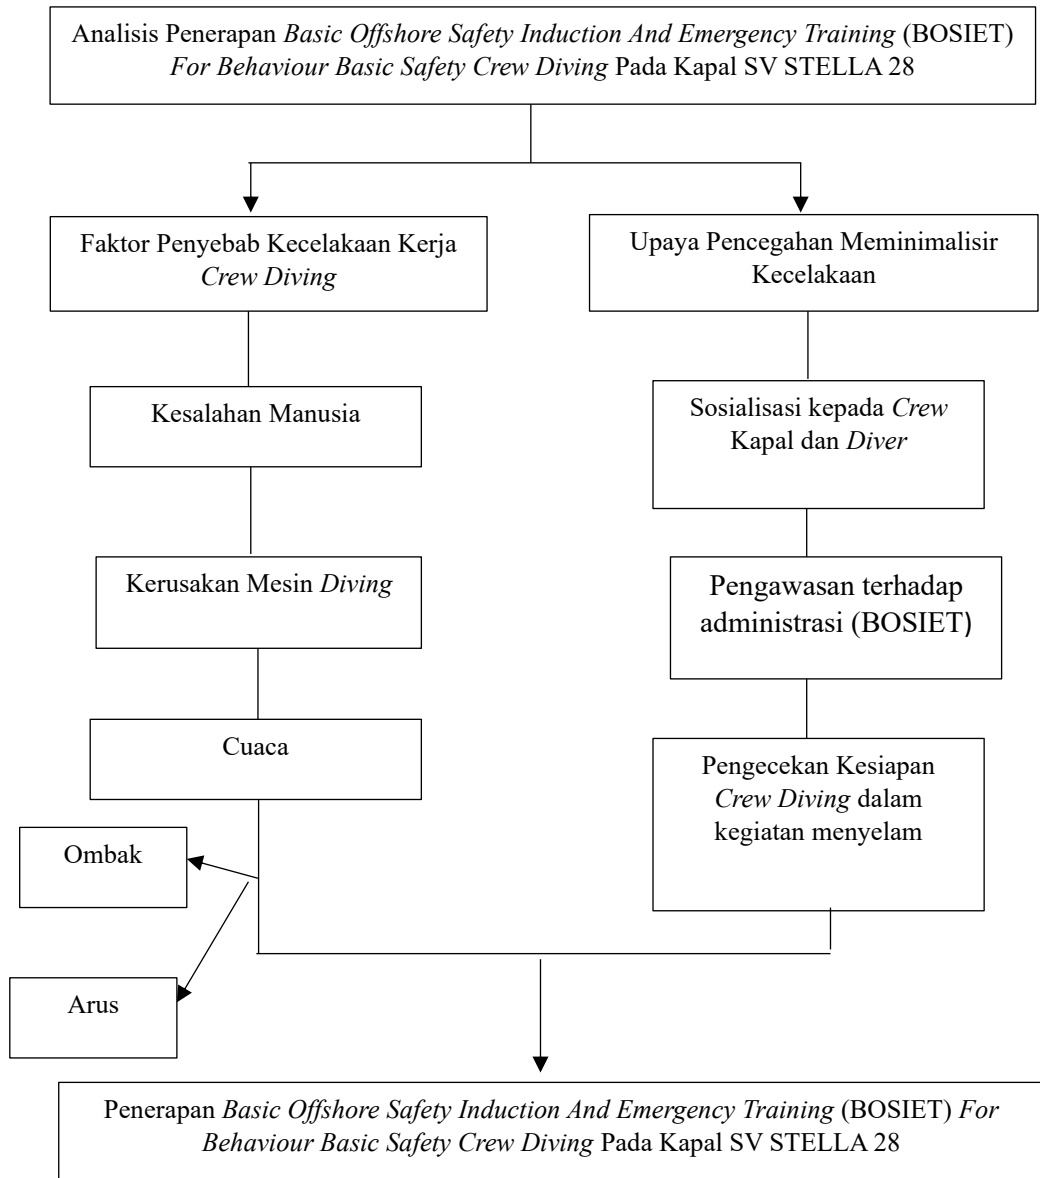 Analisis Penerapan Basic Offshore Safety Induction And Emergency Training (BOSIET)
For Behaviour Basic Safety Crew Diving Pada Kapal SV STELLA 28
Faktor Penyebab Kecelakaan Kerja
Crew Diving
Upaya Pencegahan Meminimalisir
Kecelakaan
Kesalahan Manusia
Sosialisasi kepada Crew
Kapal dan Diver
Kerusakan Mesin Diving
Pengawasan terhadap
administrasi (BOSIET)
Cuaca
Pengecekan Kesiapan
Crew Diving dalam
kegiatan menyelam
Ombak
Arus
Penerapan Basic Offshore Safety Induction And Emergency Training (BOSIET) For
Behaviour Basic Safety Crew Diving Pada Kapal SV STELLA 28